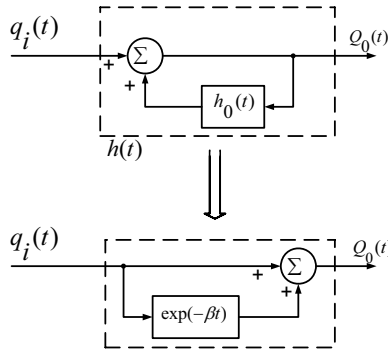 q_i(t)
Σ
Q_0(t)
+
+
h_0(t)
h(t)
q_i(t)
Σ
Q_0(t)
+
+
exp(−βt)